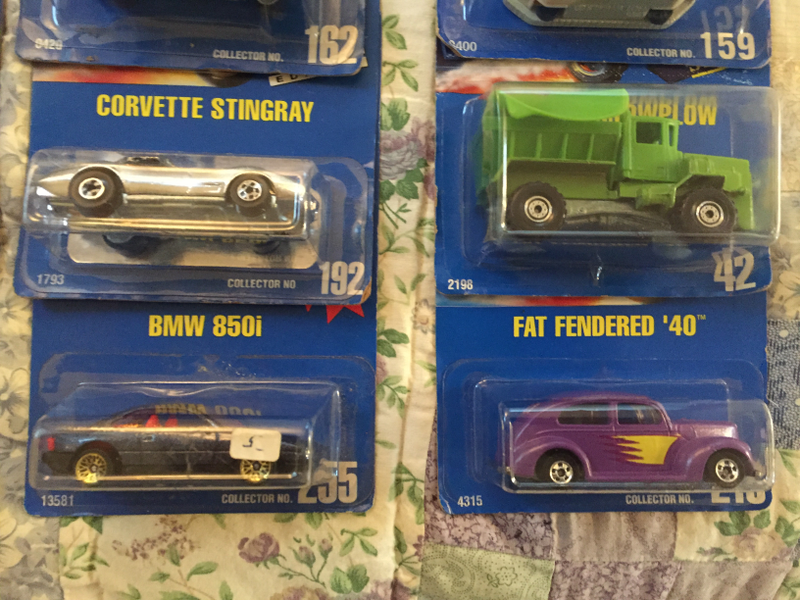 9429
COLLECTOR NO. 162
CORVETTE STINGRAY
1793
COLLECTOR NO 192
BMW 850i
13581
COLLECTOR NO. 255
COLLECTOR NO. 159
2198
42
FAT FENDERED '40™
4315
COLLECTOR NO.